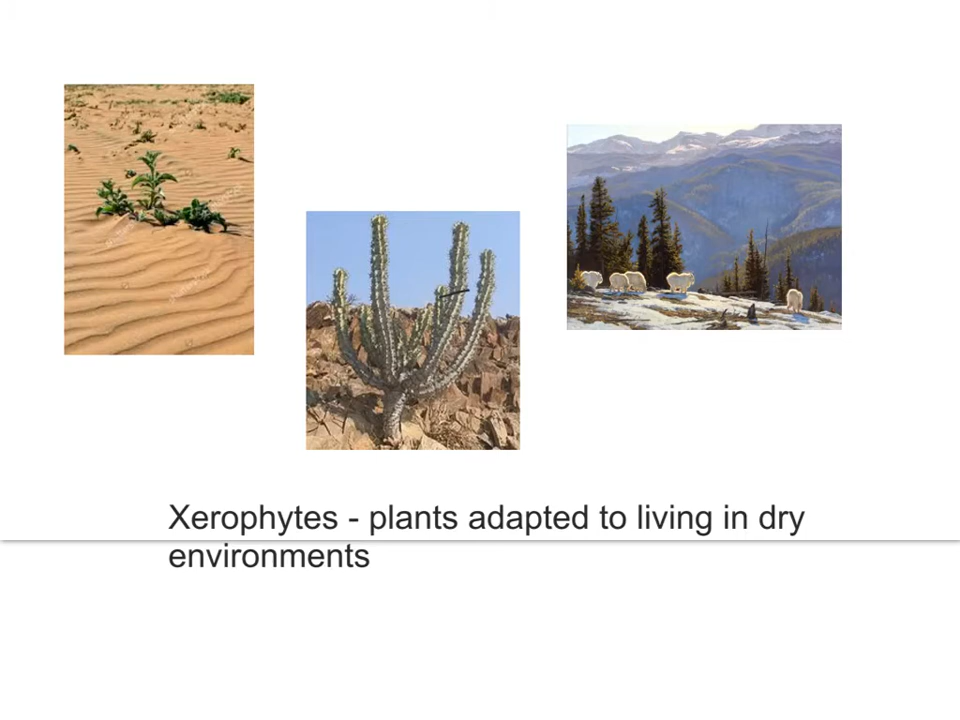 Xerophytes - plants adapted to living in dry
environments